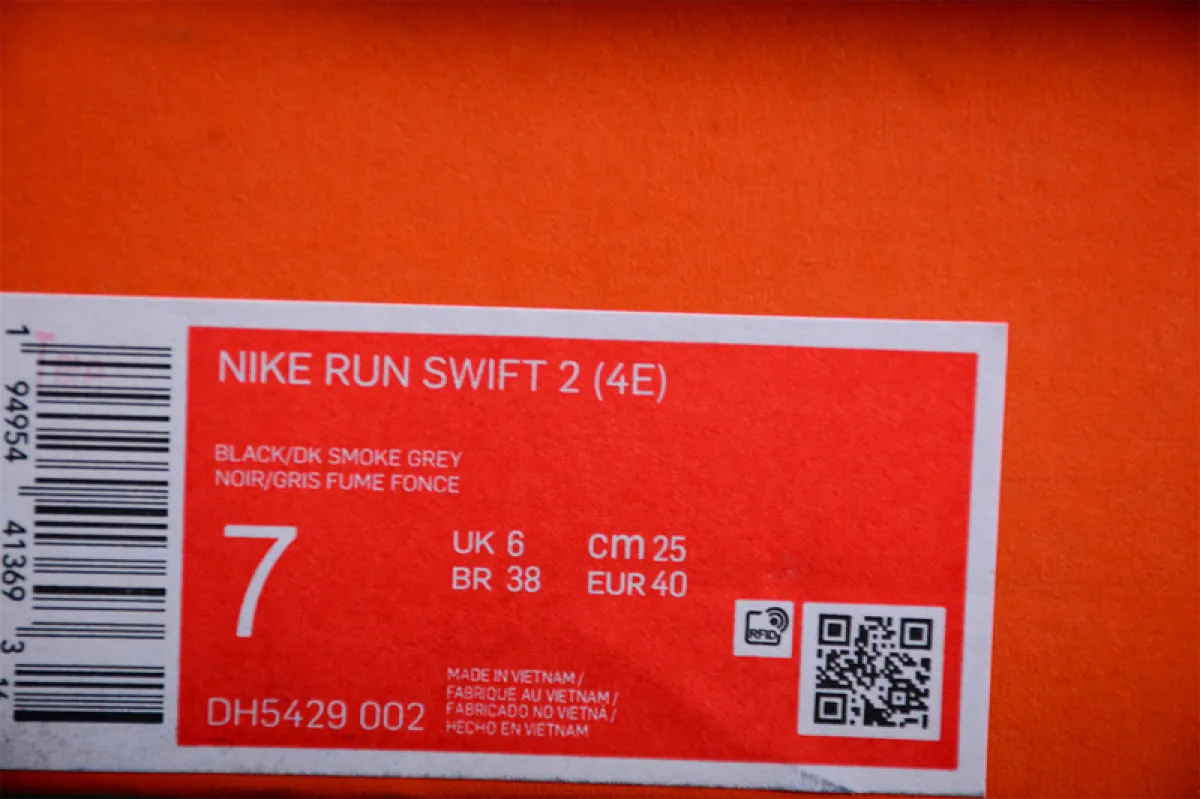 NIKE RUN SWIFT 2 (4E)
BLACK/DK SMOKE GREY
NOIR/GRIS FUME FONCE
7
UK 6
cm 25
BR 38
EUR 40
RFID
MADE IN VIETNAM /
FABRIQUE AU VIETNAM /
FABRICADO NO VIETNÃ /
HECHO EN VIETNAM
DH5429 002
1 94954 41369 3